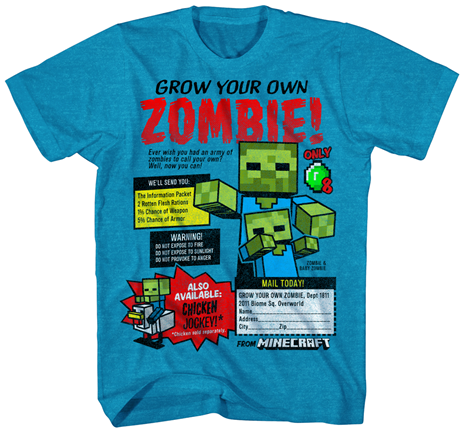 GROW YOUR OWN
ZOMBIE!
Ever wish you had an army of
zombies to call your own?
Well, now you can!
ONLY
8
WE'LL SEND YOU:
The Information Packet
2 Rotten Flesh Rations
1% Chance of Weapon
5% Chance of Armor
WARNING!
DO NOT EXPOSE TO FIRE
DO NOT EXPOSE TO SUNLIGHT
DO NOT PROVOKE TO ANGER
ZOMBIE &
BABY ZOMBIE
ALSO
AVAILABLE:
CHICKEN
JOCKEY!*
*Chicken sold separately
MAIL TODAY!
GROW YOUR OWN ZOMBIE, Dept 1811
2011 Biome Sq. Overworld
Name
Address
City Zip
FROM MINECRAFT